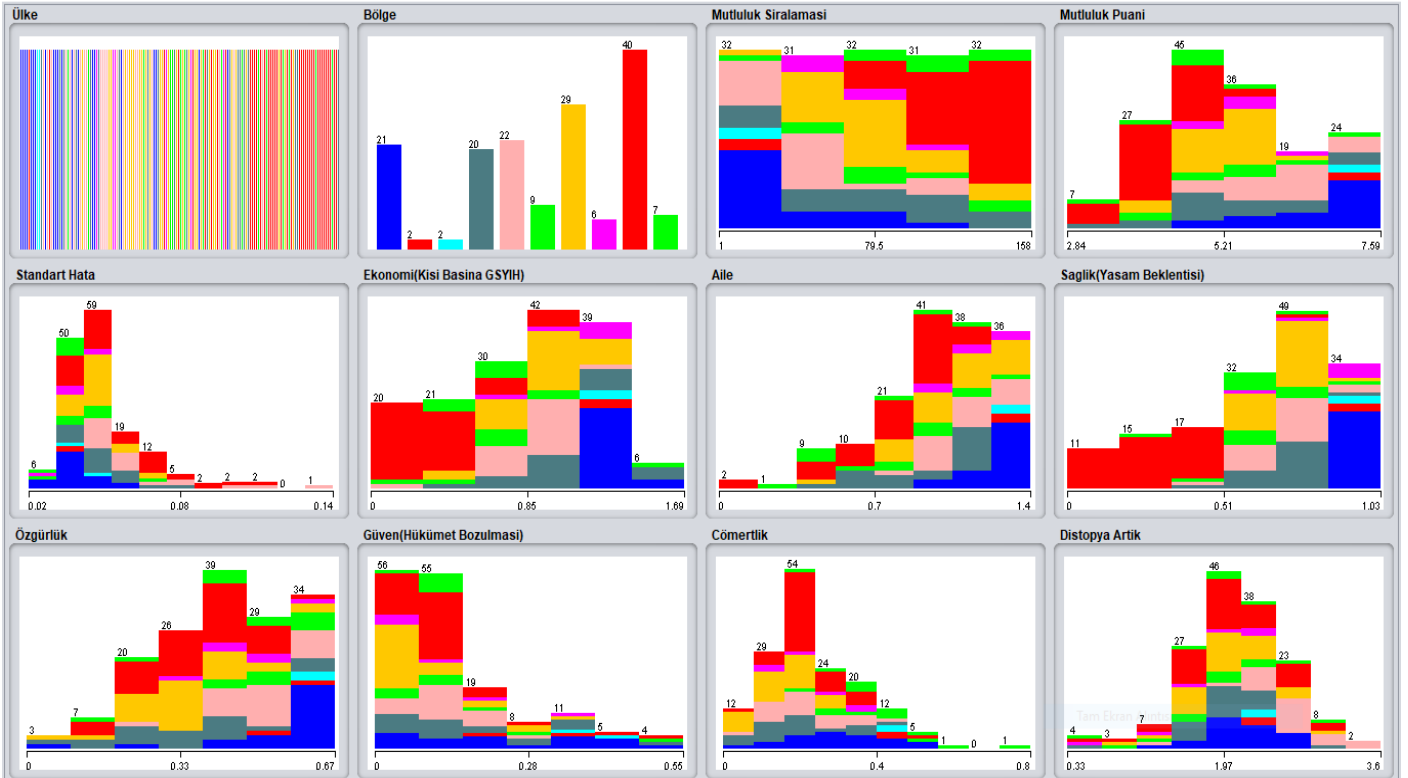 Ülke
Bölge
Mutluluk Siralamasi
Mutluluk Puani
21 2 2 20 22 9 29 6 40 7
32 31 32 31 32
1 79.5 158
7 27 45 36 19 24
2.84 5.21 7.59
Standart Hata
Ekonomi(Kisi Basina GSYIH)
Aile
Saglik(Yasam Beklentisi)
6 50 59 19 12 5 2 2 2 0 1
0.02 0.08 0.14
20 21 30 42 39 6
0 0.85 1.69
2 1 9 10 21 41 38 36
0 0.7 1.4
11 15 17 32 49 34
0 0.51 1.03
Özgürlük
Güven(Hükümet Bozulmasi)
Cömertlik
Distopya Artik
3 7 20 26 39 29 34
0 0.33 0.67
56 55 19 8 11 5 4
0 0.28 0.55
12 29 54 24 20 12 5 1 0 1
0 0.4 0.8
4 3 7 27 46 38 23 8 2
0.33 1.97 3.6
Tam Ekran